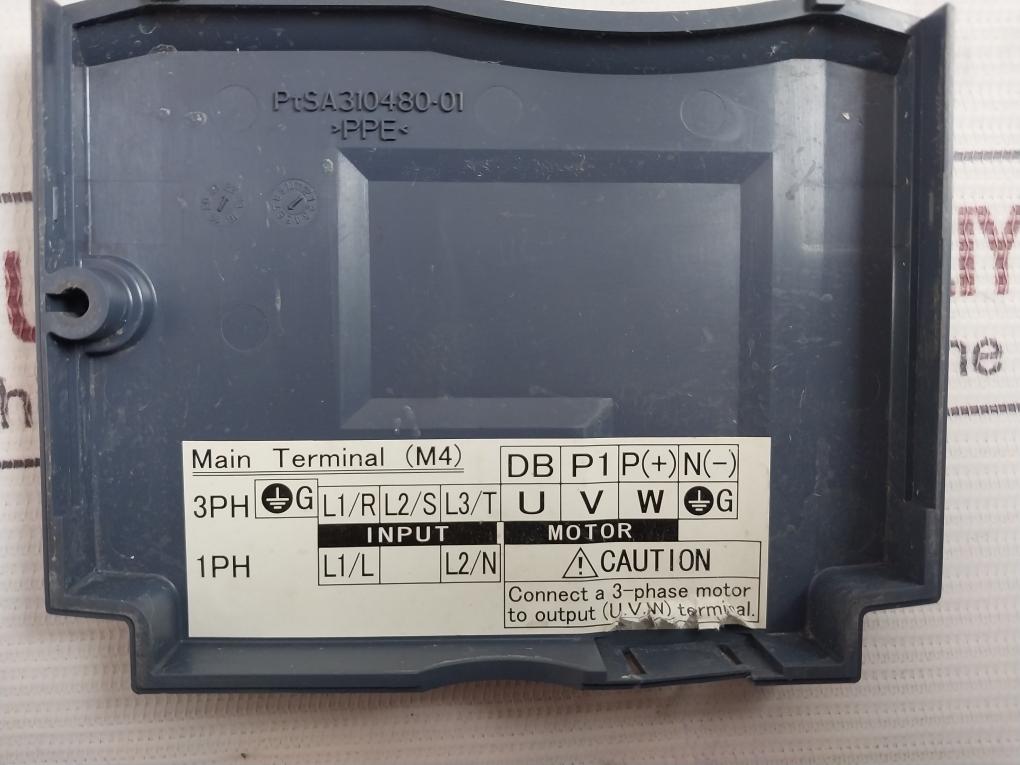 PtSA310480-01
>PPE<
Main Terminal (M4)
DB P1 P(+) N(-)
3PH G L1/R L2/S L3/T U V W G
INPUT MOTOR
1PH L1/L L2/N
CAUTION
Connect a 3-phase motor
to output (U.V.W) terminal.